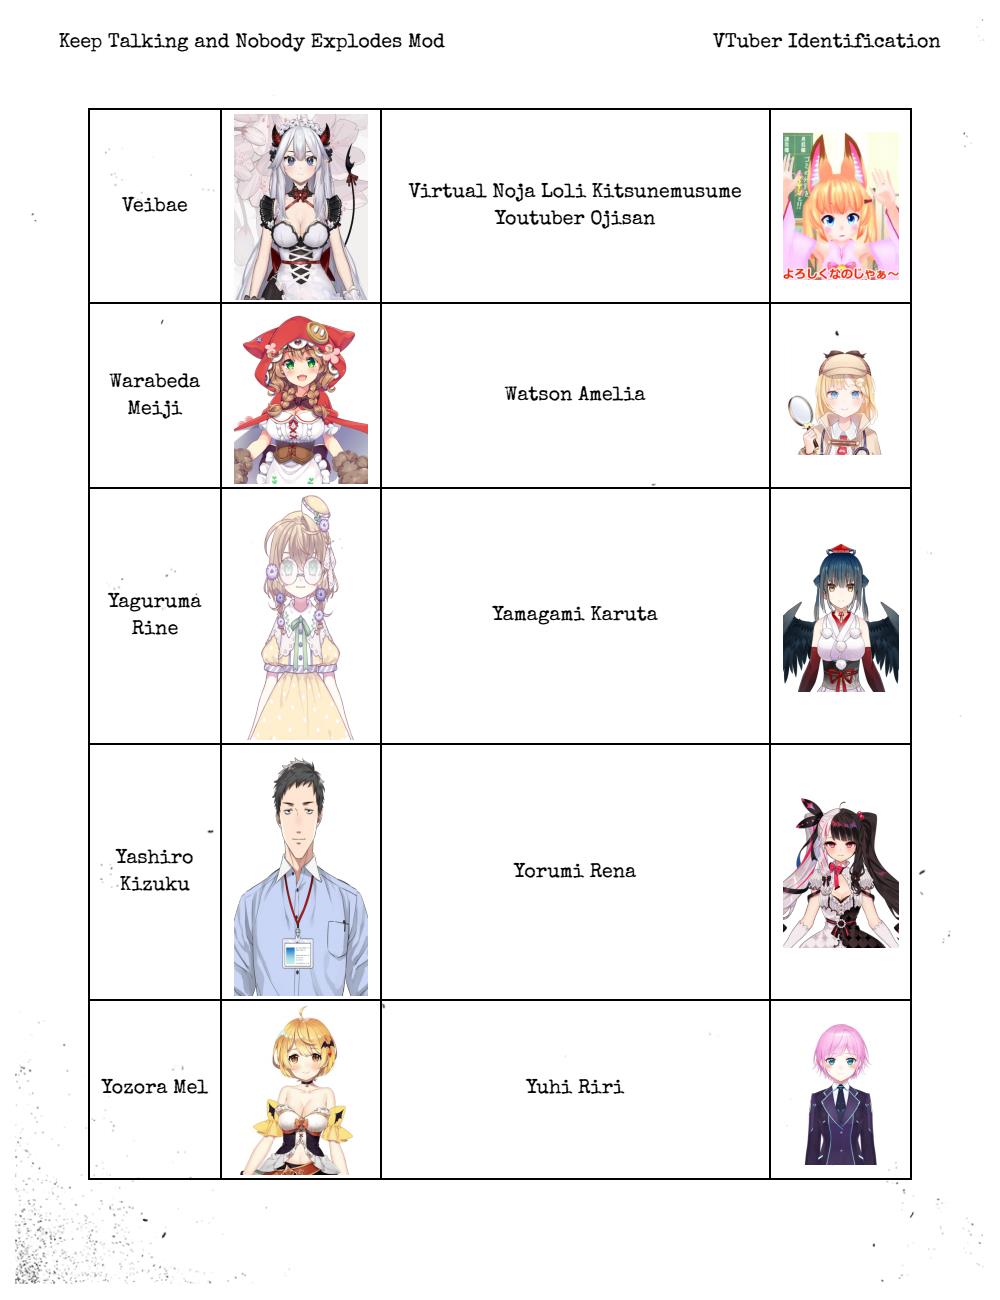 Keep Talking and Nobody Explodes Mod
VTuber Identification
Veibae
Virtual Noja Loli Kitsunemusume
Youtuber Ojisan
よろしくなのじゃぁ〜
Warabeda
Meiji
Watson Amelia
Yaguruma
Rine
Yamagami Karuta
Yashiro
Kizuku
Yorumi Rena
Yozora Mel
Yuhi Riri